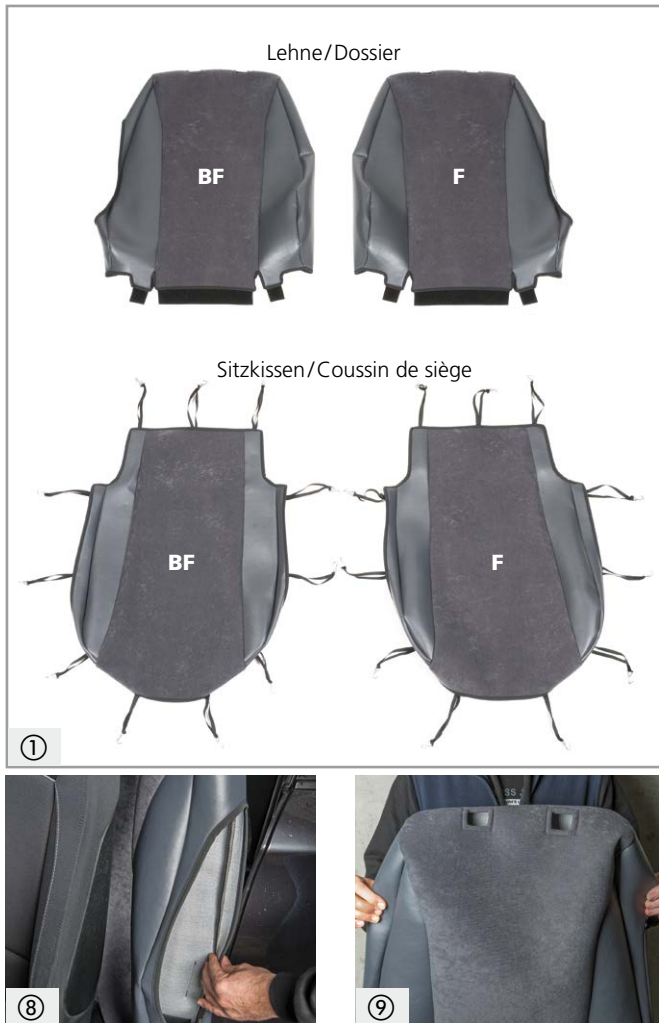 Lehne/Dossier
BF
F
Sitzkissen/Coussin de siège
BF
F
①
⑧
⑨